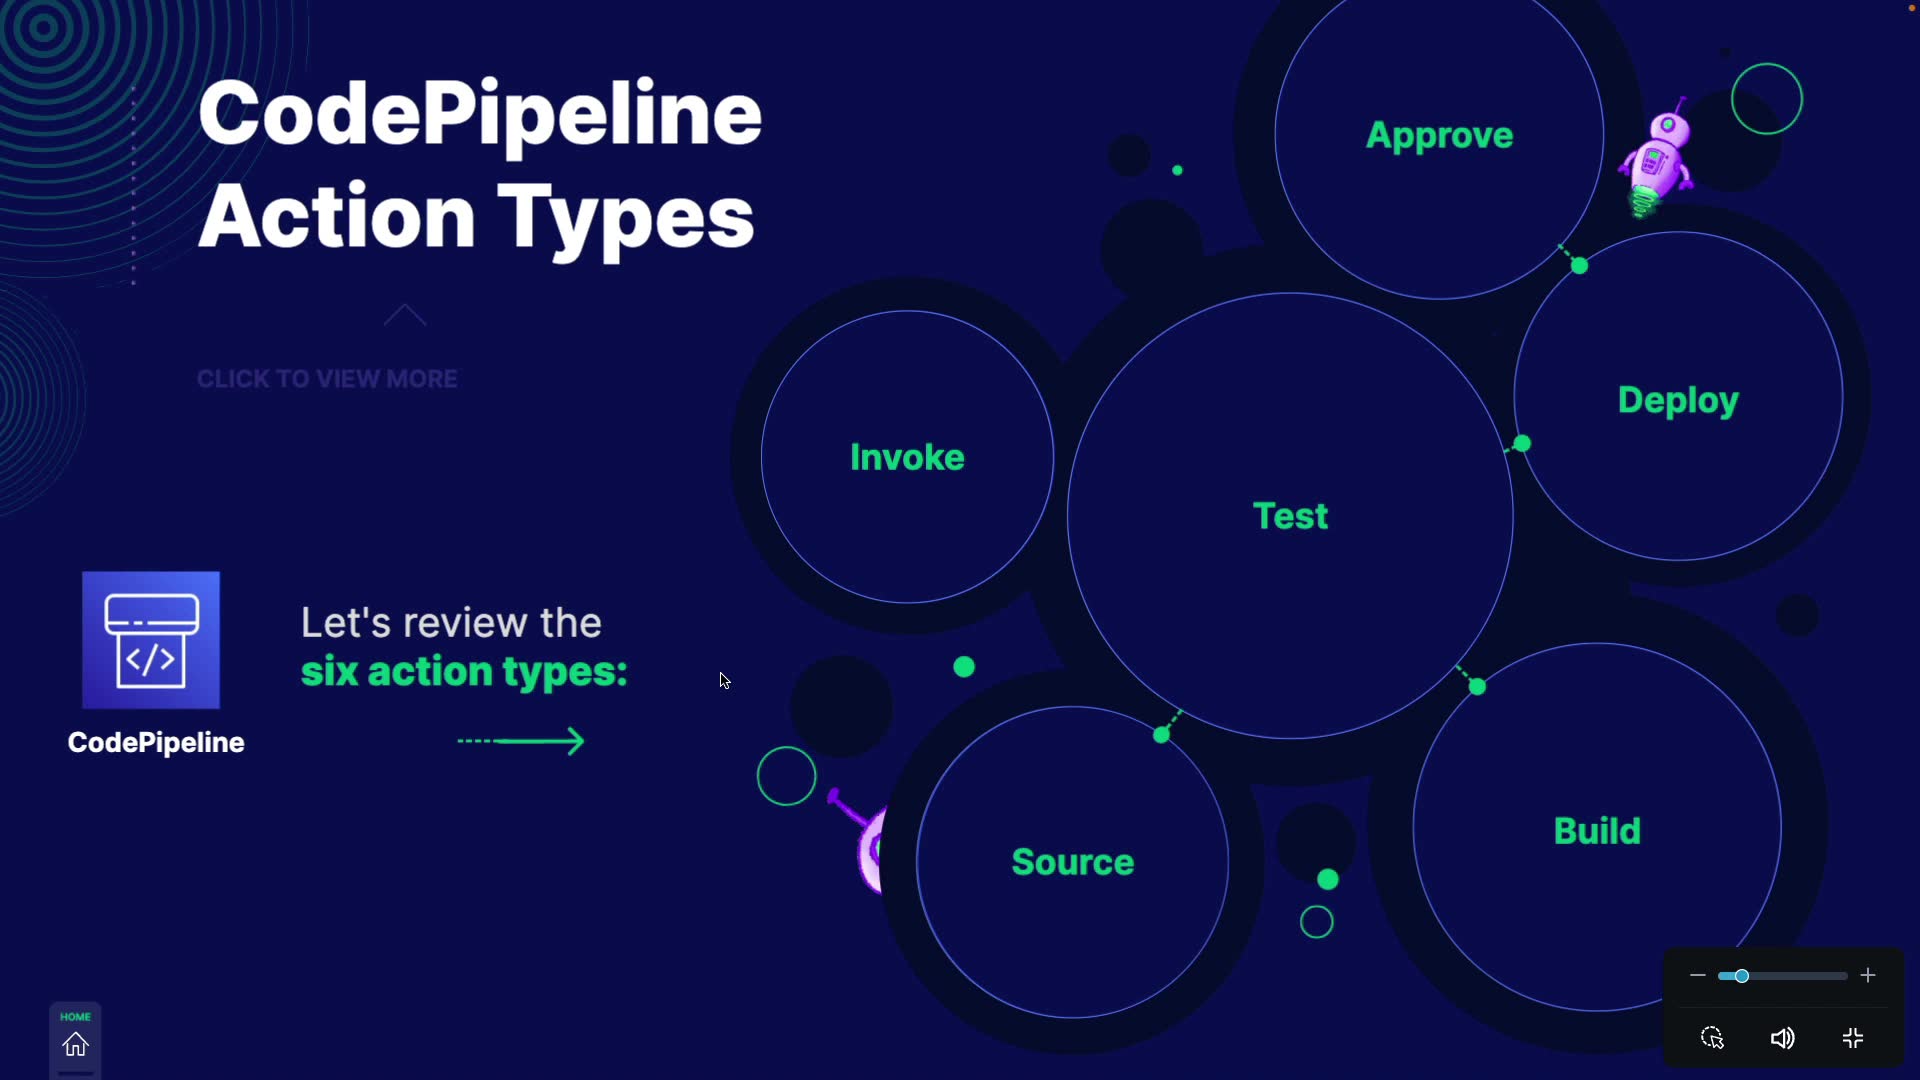 CodePipeline
Action Types
CLICK TO VIEW MORE
CodePipeline
Let's review the
six action types:
Approve
Deploy
Invoke
Test
Source
Build
HOME